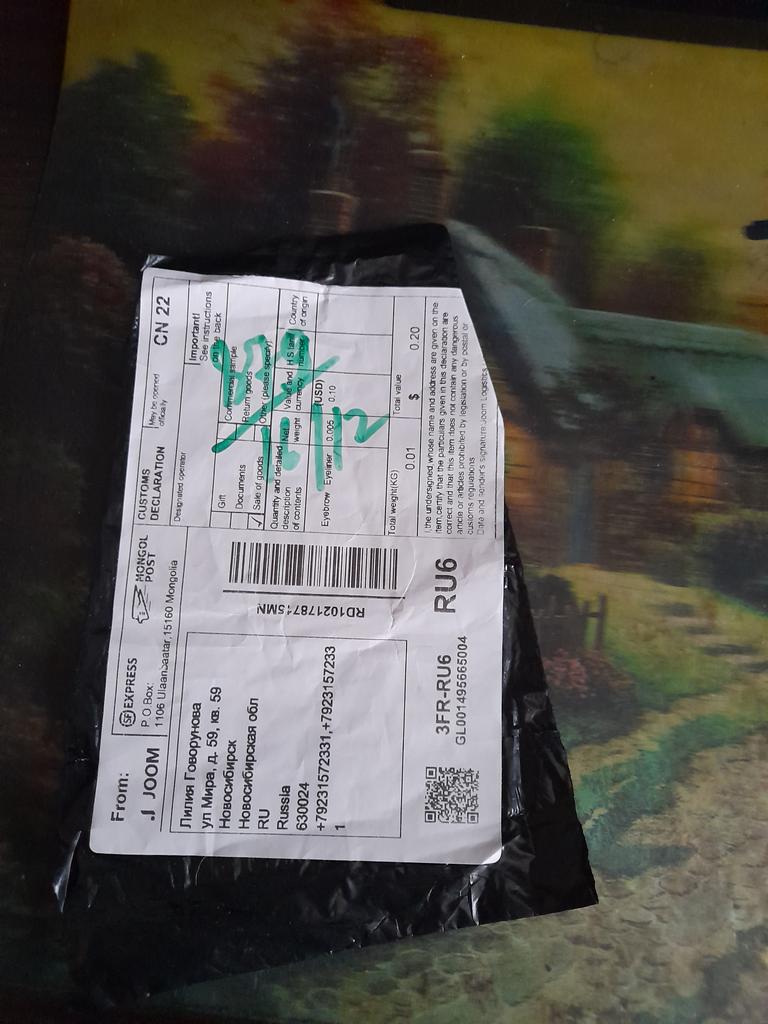 From:
JOOM
SF EXPRESS
P.O.Box:
1106 Ulaanbaatar,15160 Mongolia
MONGOL
POST
CUSTOMS
DECLARATION
May be opened
officially
CN 22
Designated operator
Important!
See instructions
on the back
Лилия Говорунова
ул Мира, д. 59, кв. 59
Новосибирск
Новосибирская обл
RU
Russia
630024
+79231572331,+7923157233
1
RD102178715MN
Gift
Commercial sample
Documents
Return goods
✓ Sale of goods
Other (please specify)
Quantity and detailed
description
of contents
Net
weight
Value and
currency
(USD)
H S tariff
number
Country
of origin
Eyebrow Eyeliner 0.005 0.10
Total weight(KG)
Total value
0.01
$ 0.20
I, the undersigned,whose name and address are given on the
item,certify that the particulars given in this declaration are
correct and that this item does not contain any dangerous
article or articles prohibited by legislation or by postal or
customs regulations
Date and sender's signature:Joom Logistics
3FR-RU6
RU6
GL001495665004
12